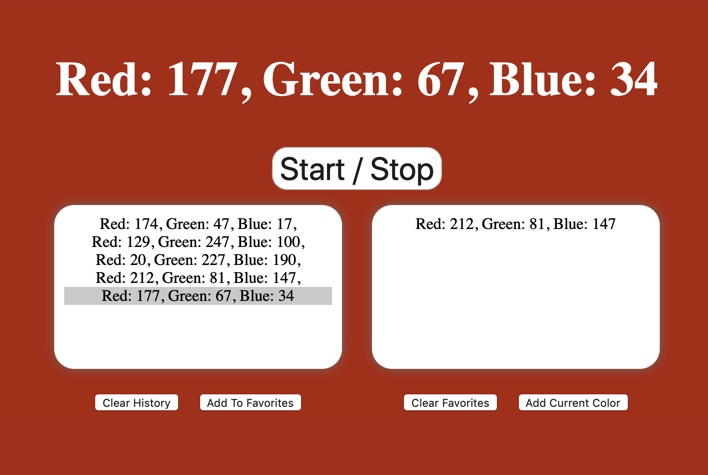 Red: 177, Green: 67, Blue: 34
Start / Stop
Red: 174, Green: 47, Blue: 17,
Red: 129, Green: 247, Blue: 100,
Red: 20, Green: 227, Blue: 190,
Red: 212, Green: 81, Blue: 147,
Red: 177, Green: 67, Blue: 34
Red: 212, Green: 81, Blue: 147
Clear History Add To Favorites
Clear Favorites Add Current Color